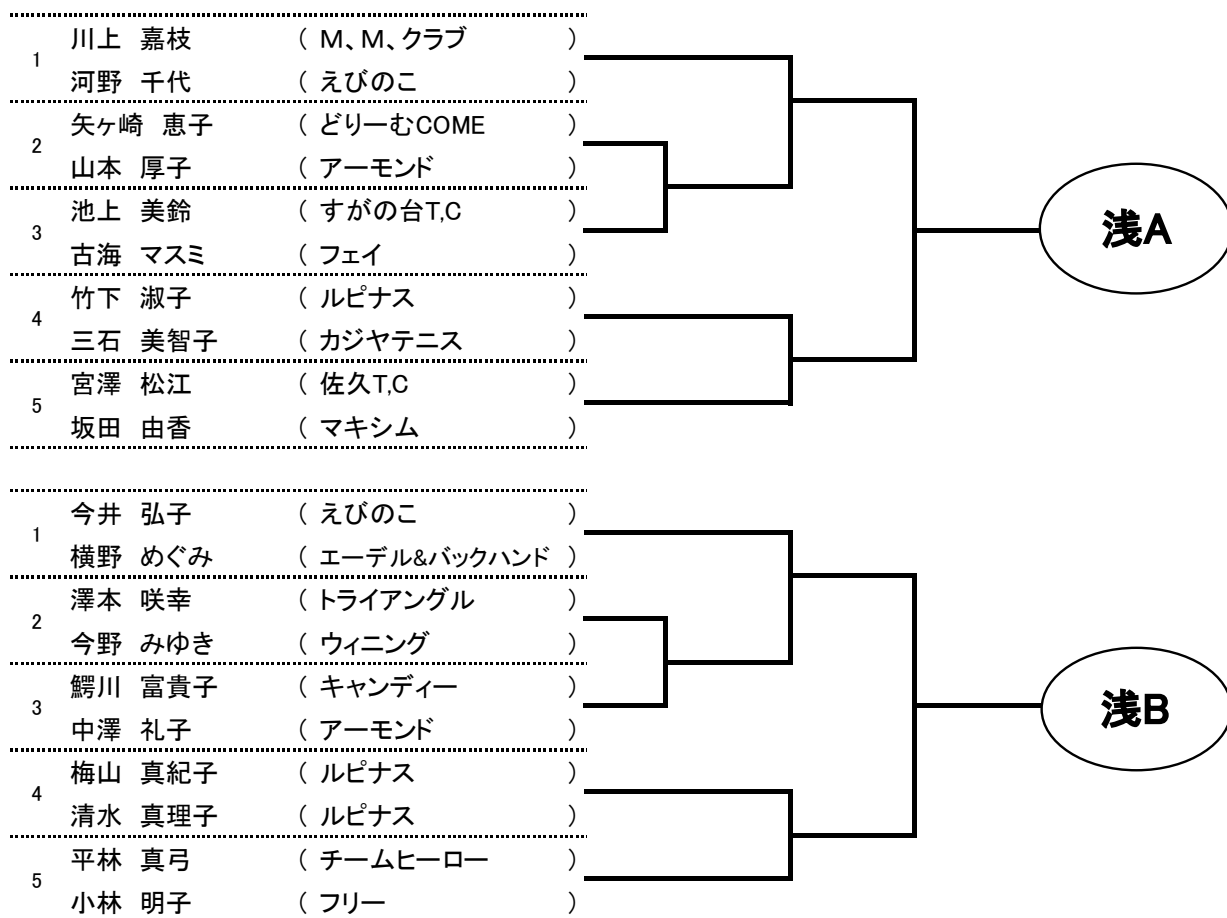 1 川上 嘉枝 ( M、M、クラブ )
河野 千代 ( えびのこ )
2 矢ヶ崎 恵子 ( どりーむCOME )
山本 厚子 ( アーモンド )
3 池上 美鈴 ( すがの台T,C )
古海 マスミ ( フェイ )
4 竹下 淑子 ( ルピナス )
三石 美智子 ( カジヤテニス )
5 宮澤 松江 ( 佐久T,C )
坂田 由香 ( マキシム )
浅A
1 今井 弘子 ( えびのこ )
横野 めぐみ ( エーデル&バックハンド )
2 澤本 咲幸 ( トライアングル )
今野 みゆき ( ウィニング )
3 鰐川 富貴子 ( キャンディー )
中澤 礼子 ( アーモンド )
4 梅山 真紀子 ( ルピナス )
清水 真理子 ( ルピナス )
5 平林 真弓 ( チームヒーロー )
小林 明子 ( フリー )
浅B